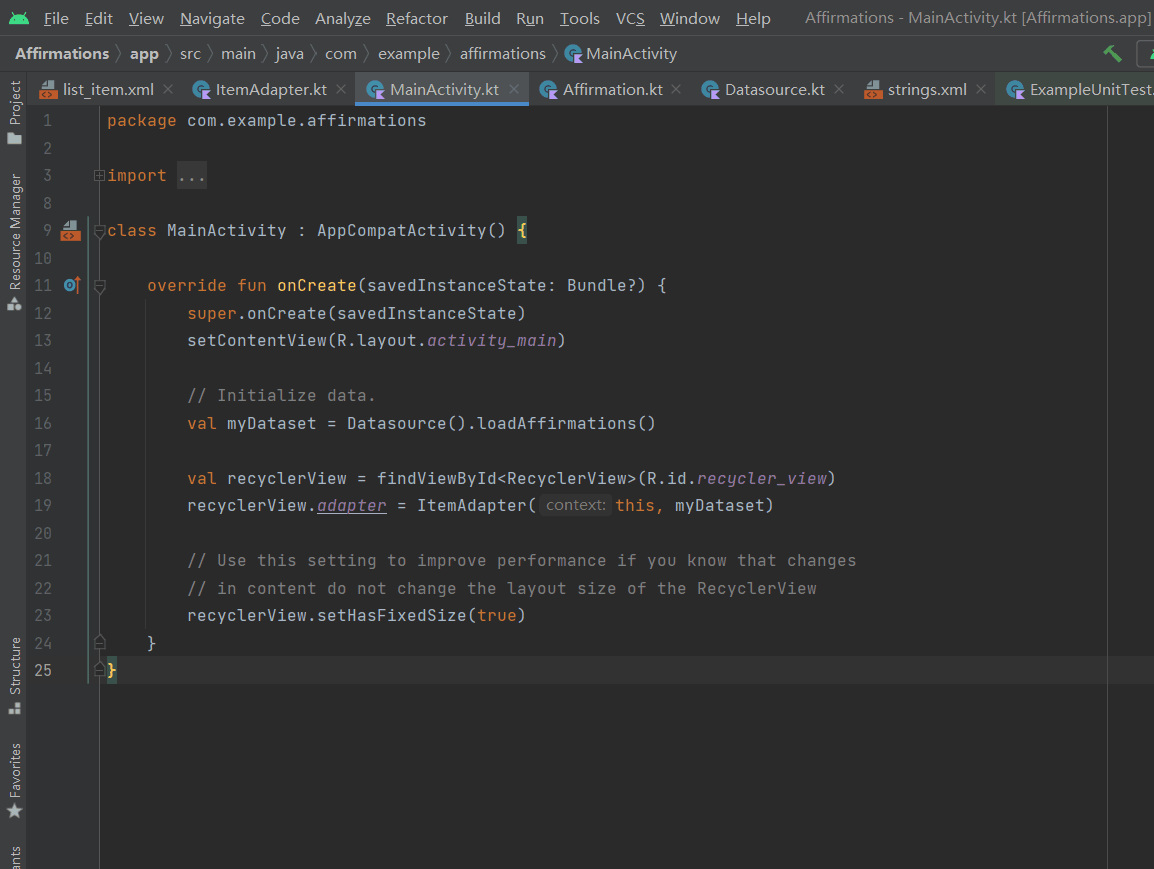 File Edit View Navigate Code Analyze Refactor Build Run Tools VCS Window Help Affirmations - MainActivity.kt [Affirmations.app]
Affirmations app src main java com example affirmations MainActivity
list_item.xml ItemAdapter.kt MainActivity.kt Affirmation.kt Datasource.kt strings.xml ExampleUnitTest.
Project
Resource Manager
Structure
Favorites
1 package com.example.affirmations
2
3 import ...
8
9 class MainActivity : AppCompatActivity() {
10
11 override fun onCreate(savedInstanceState: Bundle?) {
12 super.onCreate(savedInstanceState)
13 setContentView(R.layout.activity_main)
14
15 // Initialize data.
16 val myDataset = Datasource().loadAffirmations()
17
18 val recyclerView = findViewById<RecyclerView>(R.id.recycler_view)
19 recyclerView.adapter = ItemAdapter( context: this, myDataset)
20
21 // Use this setting to improve performance if you know that changes
22 // in content do not change the layout size of the RecyclerView
23 recyclerView.setHasFixedSize(true)
24 }
25 }